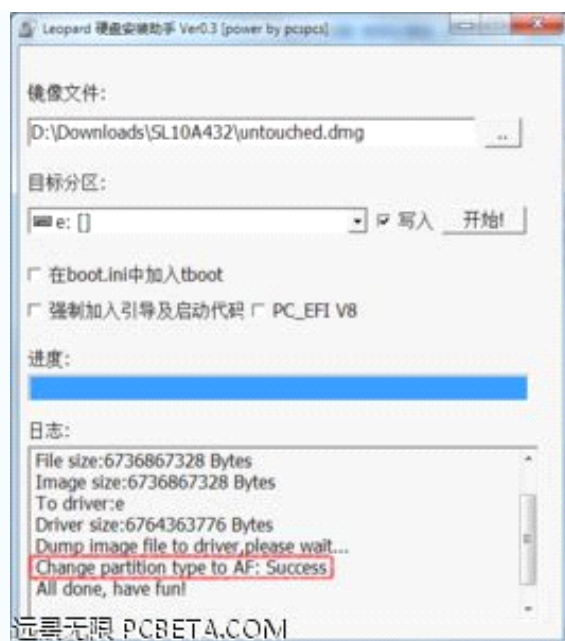 Leopard 硬盘安装助手 Ver0.3 [power by pcspcs]
镜像文件:
D:\Downloads\SL10A432\untouched.dmg ..
目标分区:
e: [] 写入 开始!
在boot.ini中加入tboot
强制加入引导及启动代码 PC_EFI V8
进度:
日志:
File size:6736867328 Bytes
Image size:6736867328 Bytes
To driver:e
Driver size:6764363776 Bytes
Dump image file to driver,please wait...
Change partition type to AF: Success
All done, have fun!
远景无限 PCBETA.COM